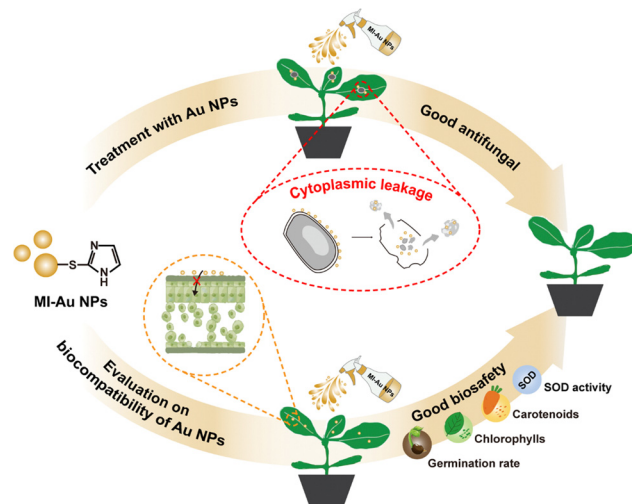 MI-Au NPs
Treatment with Au NPs
Good antifungal
Cytoplasmic leakage
S
N
N
H
MI-Au NPs
Evaluation on
biocompatibility of Au NPs
MI-Au NPs
Good biosafety
SOD
SOD activity
Carotenoids
Chlorophylls
Germination rate